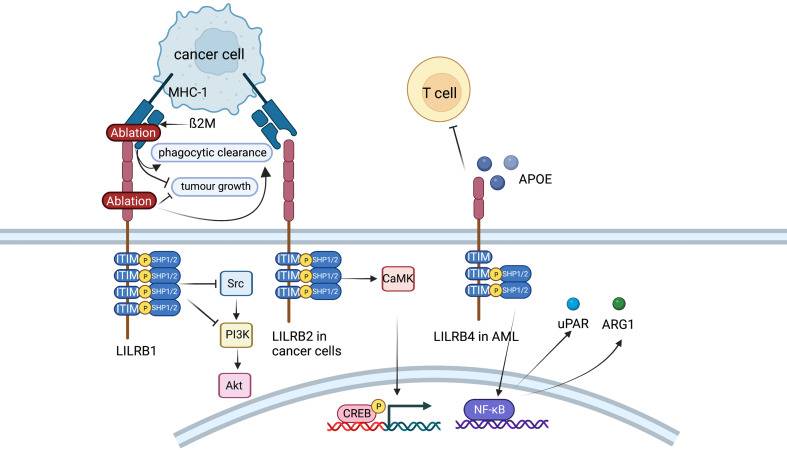 cancer cell
MHC-1
ß2M
Ablation
phagocytic clearance
tumour growth
Ablation
T cell
APOE
ITIM P SHP1/2
ITIM P SHP1/2
ITIM P SHP1/2
ITIM P SHP1/2
LILRB1
Src
PI3K
Akt
ITIM P SHP1/2
ITIM P SHP1/2
ITIM P SHP1/2
LILRB2 in
cancer cells
CaMK
ITIM
ITIM P SHP1/2
ITIM P SHP1/2
LILRB4 in AML
uPAR
ARG1
CREB P
NF-κB